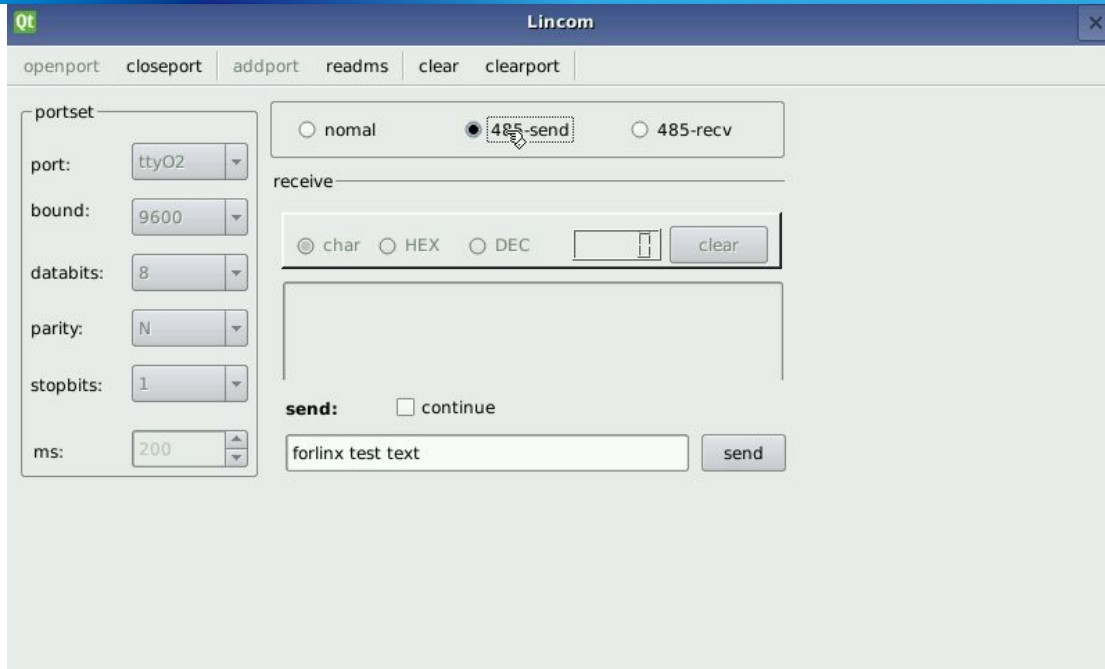 Qt Lincom
openport closeport addport readms clear clearport
portset
port: ttyO2
bound: 9600
databits: 8
parity: N
stopbits: 1
ms: 200
nomal 485-send 485-recv
receive
char HEX DEC 0 clear
send: continue
forlinx test text send